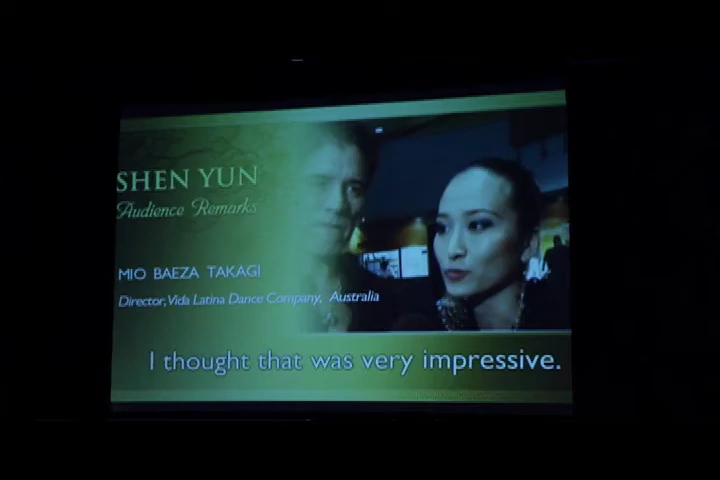 SHEN YUN
Audience Remarks
MIO BAEZA TAKAGI
Director, Vida Latina Dance Company, Australia
I thought that was very impressive.